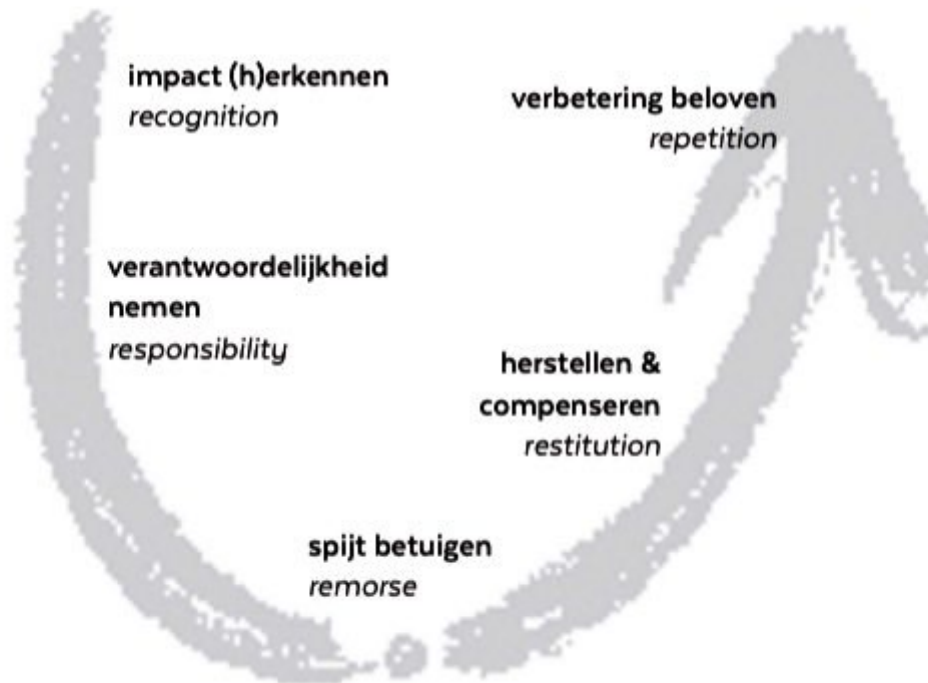 impact (h)erkennen
recognition
verantwoordelijkheid
nemen
responsibility
spijt betuigen
remorse
herstellen &
compenseren
restitution
verbetering beloven
repetition